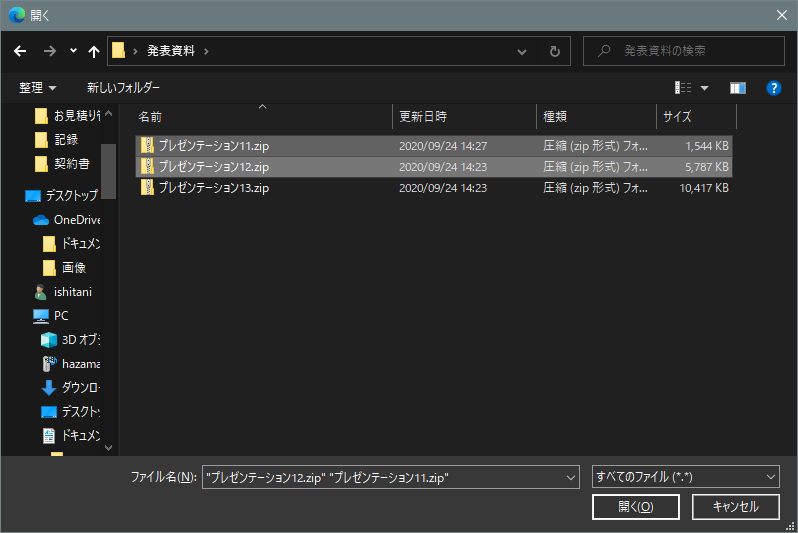 開く
発表資料
発表資料の検索
整理
新しいフォルダー
名前
更新日時
種類
サイズ
お見積り管
記録
契約書
デスクトップ
OneDrive
ドキュメン
画像
ishitani
PC
3D オブジ
hazama
ダウンロー
デスクトッ
ドキュメン
プレゼンテーション11.zip 2020/09/24 14:27 圧縮 (zip 形式) フォ... 1,544 KB
プレゼンテーション12.zip 2020/09/24 14:23 圧縮 (zip 形式) フォ... 5,787 KB
プレゼンテーション13.zip 2020/09/24 14:23 圧縮 (zip 形式) フォ... 10,417 KB
ファイル名(N):
"プレゼンテーション12.zip" "プレゼンテーション11.zip"
すべてのファイル (*.*)
開く(O)
キャンセル